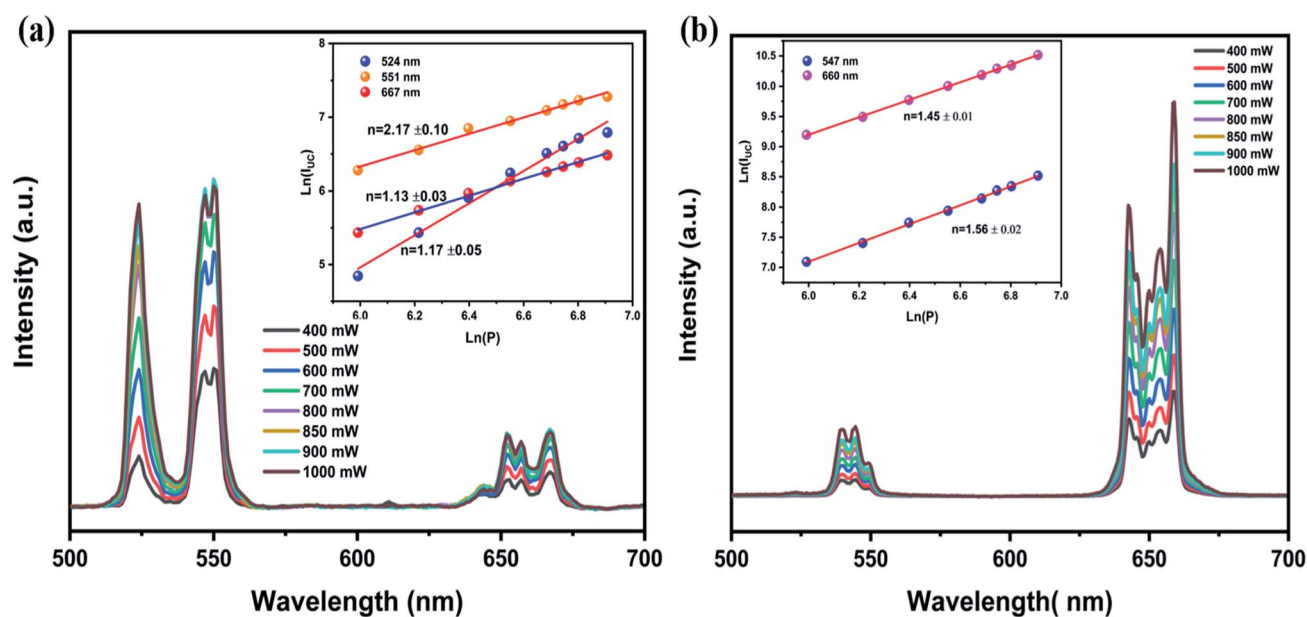 (a)
Intensity (a.u.)
8
7
6
5
Ln(I_UC)
524 nm
551 nm
667 nm
n=2.17 ±0.10
n=1.13 ±0.03
n=1.17 ±0.05
6.0 6.2 6.4 6.6 6.8 7.0
Ln(P)
400 mW
500 mW
600 mW
700 mW
800 mW
850 mW
900 mW
1000 mW
500 550 600 650 700
Wavelength (nm)
(b)
Intensity (a.u.)
10.5
10.0
9.5
9.0
8.5
8.0
7.5
7.0
Ln(I_UC)
547 nm
660 nm
n=1.45 ± 0.01
n=1.56 ± 0.02
6.0 6.2 6.4 6.6 6.8 7.0
Ln(P)
400 mW
500 mW
600 mW
700 mW
800 mW
850 mW
900 mW
1000 mW
500 550 600 650 700
Wavelength( nm)